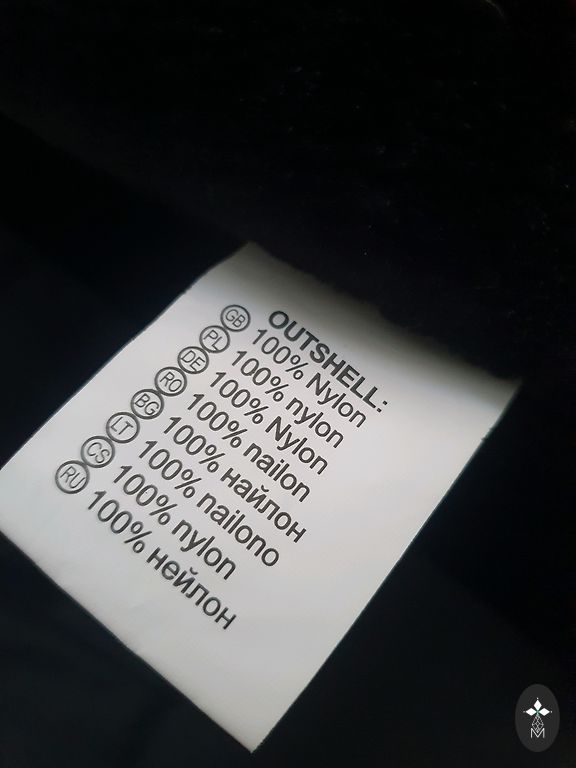 OUTSHELL:
GB 100% Nylon
PL 100% nylon
DE 100% Nylon
RO 100% nailon
BG 100% найлон
LT 100% nailono
CS 100% nylon
RU 100% нейлон
M